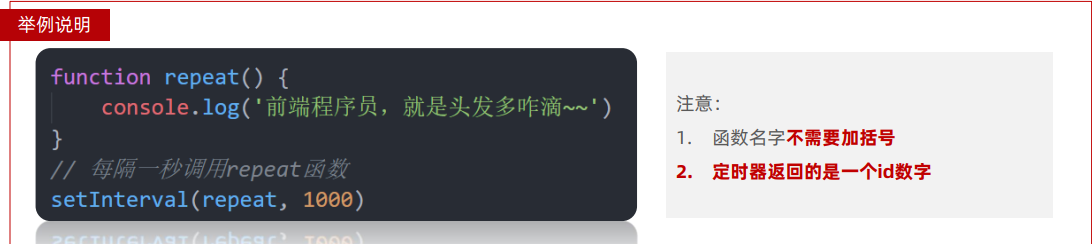 举例说明
function repeat() {
    console.log('前端程序员，就是头发多咋滴~~')
}
// 每隔一秒调用repeat函数
setInterval(repeat, 1000)
注意：
1. 函数名字不需要加括号
2. 定时器返回的是一个id数字